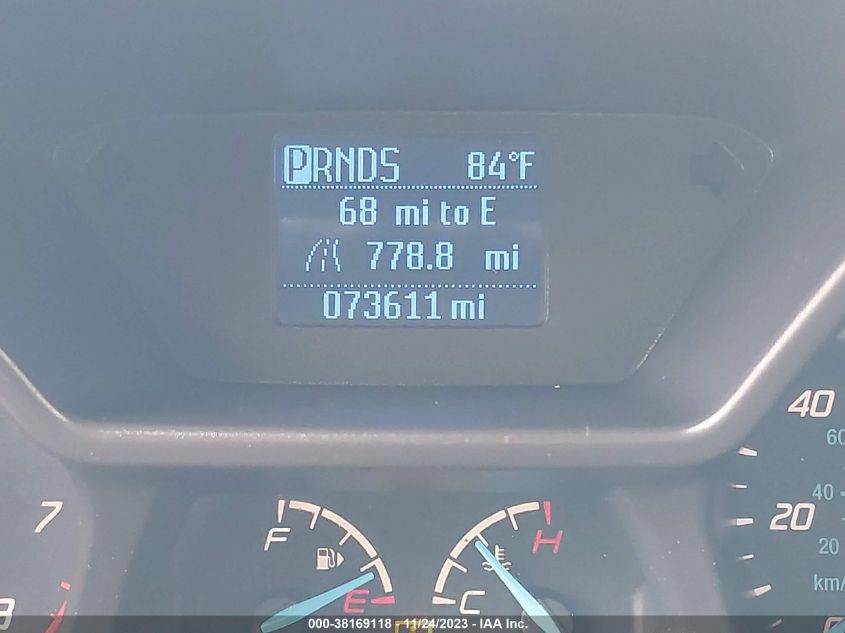 PRNDS 84°F
68 mi to E
778.8 mi
073611 mi
40
60
40
7 F H 20
20
E C km/
8
000-38169118 - 11/24/2023 - IAA Inc.